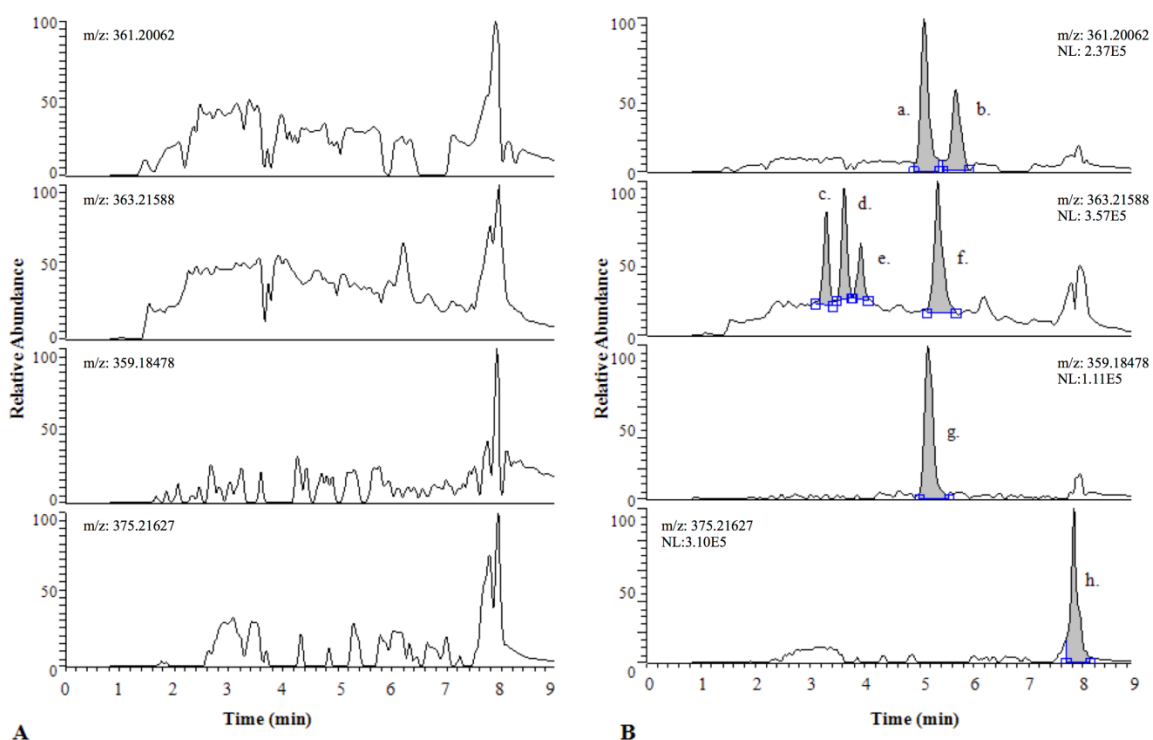 m/z: 361.20062
100
50
0
m/z: 363.21588
100
50
0
m/z: 359.18478
100
50
0
m/z: 375.21627
100
50
0
Relative Abundance
Relative Abundance
0 1 2 3 4 5 6 7 8 9
Time (min)
A
m/z: 361.20062
NL: 2.37E5
100
50
0
a.
b.
m/z: 363.21588
NL: 3.57E5
100
50
0
c.
d.
e.
f.
m/z: 359.18478
NL:1.11E5
100
50
0
g.
m/z: 375.21627
NL:3.10E5
100
50
0
h.
Relative Abundance
Relative Abundance
0 1 2 3 4 5 6 7 8 9
Time (min)
B